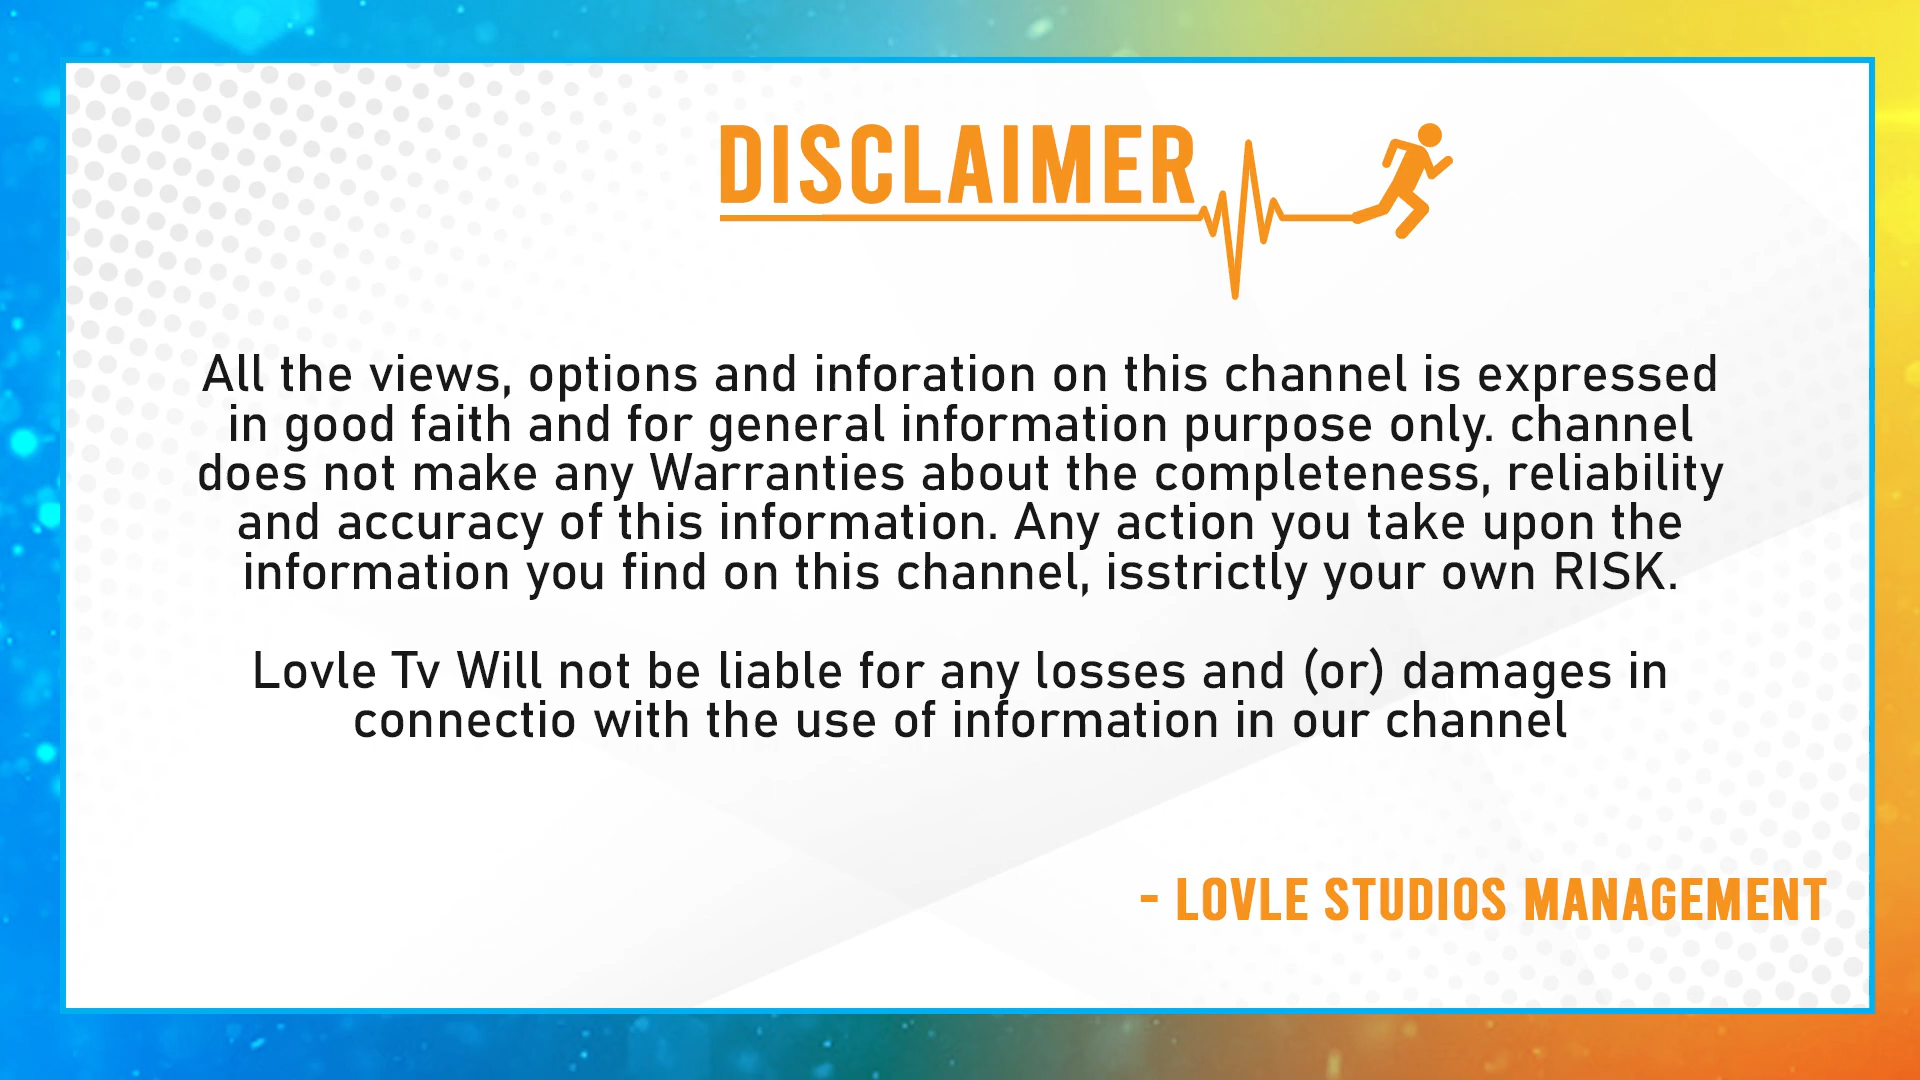 DISCLAIMER
All the views, options and inforation on this channel is expressed
in good faith and for general information purpose only. channel
does not make any Warranties about the completeness, reliability
and accuracy of this information. Any action you take upon the
information you find on this channel, isstrictly your own RISK.
Lovle Tv Will not be liable for any losses and (or) damages in
connectio with the use of information in our channel
- LOVLE STUDIOS MANAGEMENT